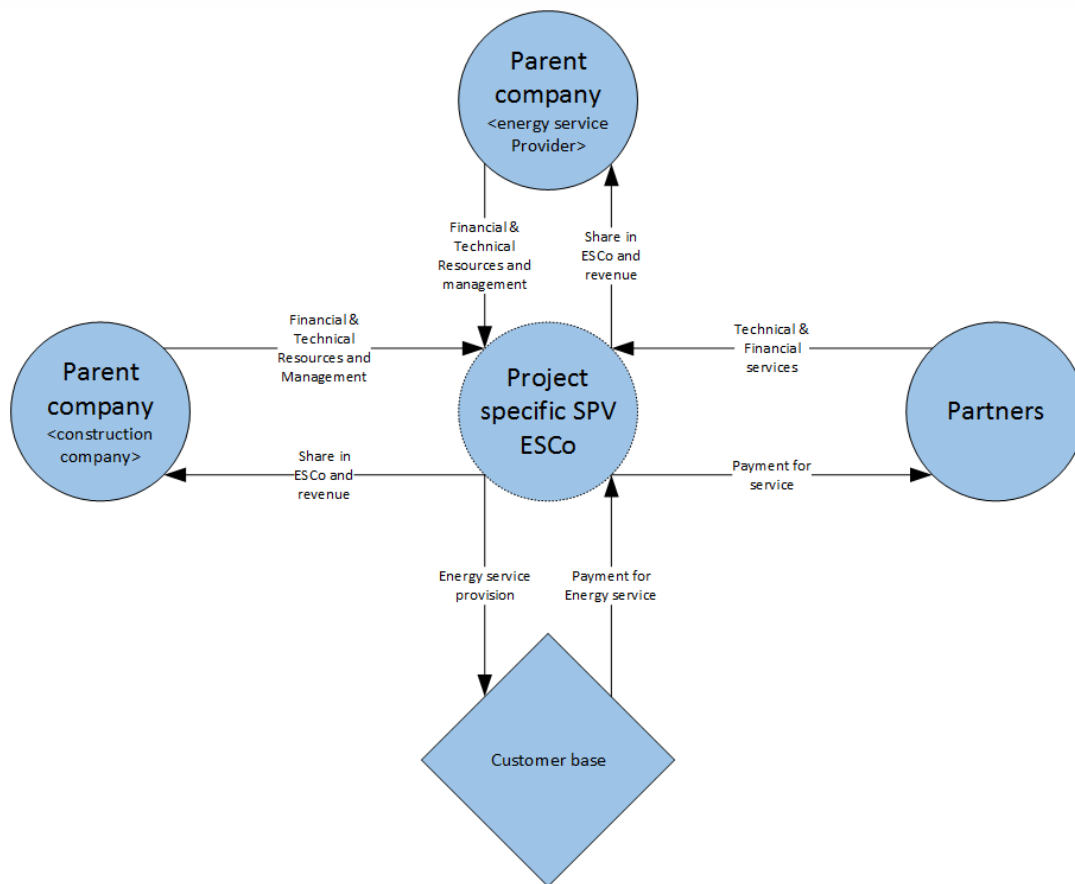 Parent
company
<energy service
Provider>
Financial &
Technical
Resources and
management
Share in
ESCo and
revenue
Financial &
Technical
Resources and
Management
Technical &
Financial
services
Parent
company
<construction
company>
Project
specific SPV
ESCo
Partners
Share in
ESCo and
revenue
Payment for
service
Energy service
provision
Payment for
Energy service
Customer base